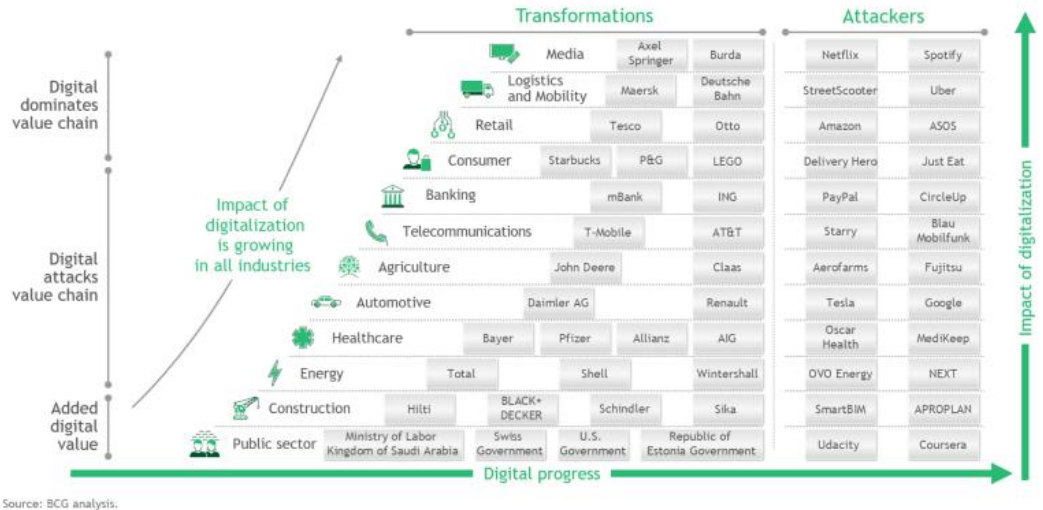 Transformations
Attackers
Digital
dominates
value chain
Digital
attacks
value chain
Added
digital
value
Impact of
digitalization
is growing
in all industries
Media
Axel
Springer
Burda
Netflix
Spotify
Logistics
and Mobility
Maersk
Deutsche
Bahn
StreetScooter
Uber
Retail
Tesco
Otto
Amazon
ASOS
Consumer
Starbucks
P&G
LEGO
Delivery Hero
Just Eat
Banking
mBank
ING
PayPal
CircleUp
Telecommunications
T-Mobile
AT&T
Starry
Blau
Mobilfunk
Agriculture
John Deere
Claas
Aerofarms
Fujitsu
Automotive
Daimler AG
Renault
Tesla
Google
Healthcare
Bayer
Pfizer
Allianz
AIG
Oscar
Health
MediKeep
Energy
Total
Shell
Wintershall
OVO Energy
NEXT
Construction
Hilti
BLACK+
DECKER
Schindler
Sika
SmartBIM
APROPLAN
Public sector
Ministry of Labor
Kingdom of Saudi Arabia
Swiss
Government
U.S.
Government
Republic of
Estonia Government
Udacity
Coursera
Impact of digitalization
Digital progress
Source: BCG analysis.